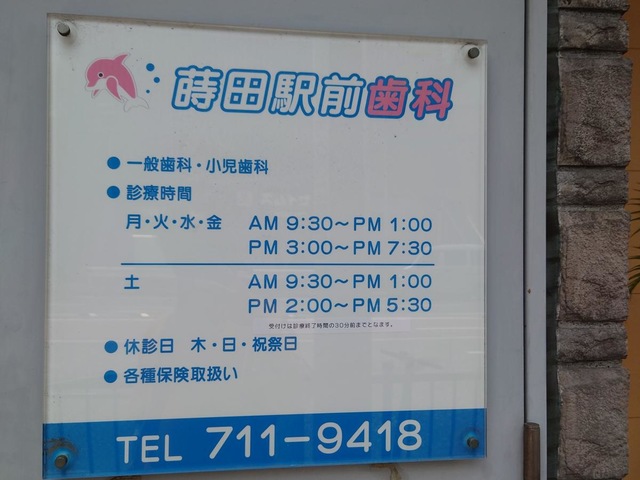 蒔田駅前歯科
● 一般歯科・小児歯科
● 診療時間
月・火・水・金 AM 9:30～PM 1:00
PM 3:00～PM 7:30
土 AM 9:30～PM 1:00
PM 2:00～PM 5:30
受付けは診療終了時間の30分前までとなります。
● 休診日 木・日・祝祭日
● 各種保険取扱い
TEL 711-9418